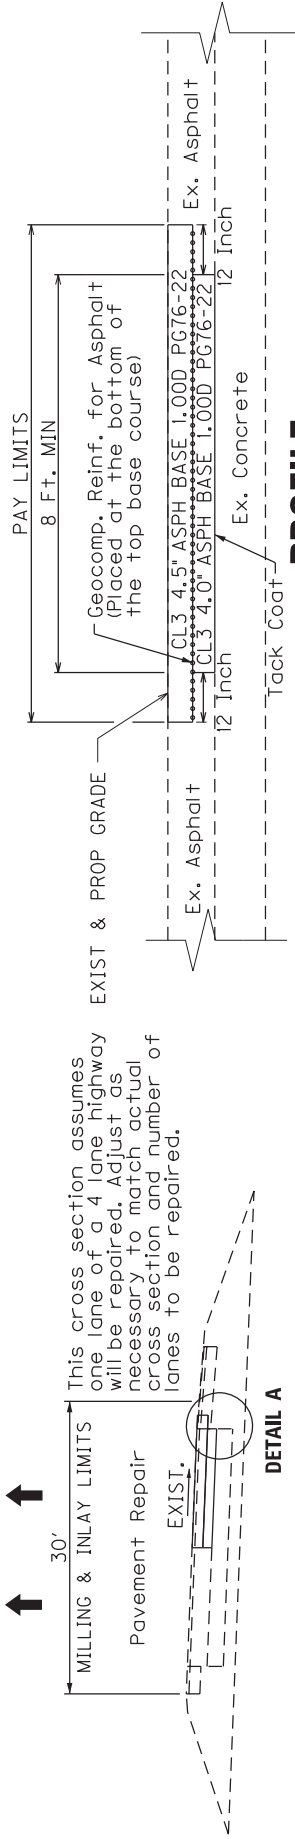 PAY LIMITS
8 Ft. MIN
Geocomp. Reinf. for Asphalt
(Placed at the bottom of
the top base course)
EXIST & PROP GRADE
CL3 4.5" ASPH BASE 1.00D PG76-22
CL3 4.0" ASPH BASE 1.00D PG76-22
Ex. Asphalt
Ex. Asphalt
12 Inch
12 Inch
Ex. Concrete
Tack Coat
PROFILE
This cross section assumes
one lane of a 4 lane highway
will be repaired. Adjust as
necessary to match actual
cross section and number of
lanes to be repaired.
30'
MILLING & INLAY LIMITS
Pavement Repair
EXIST.
DETAIL A